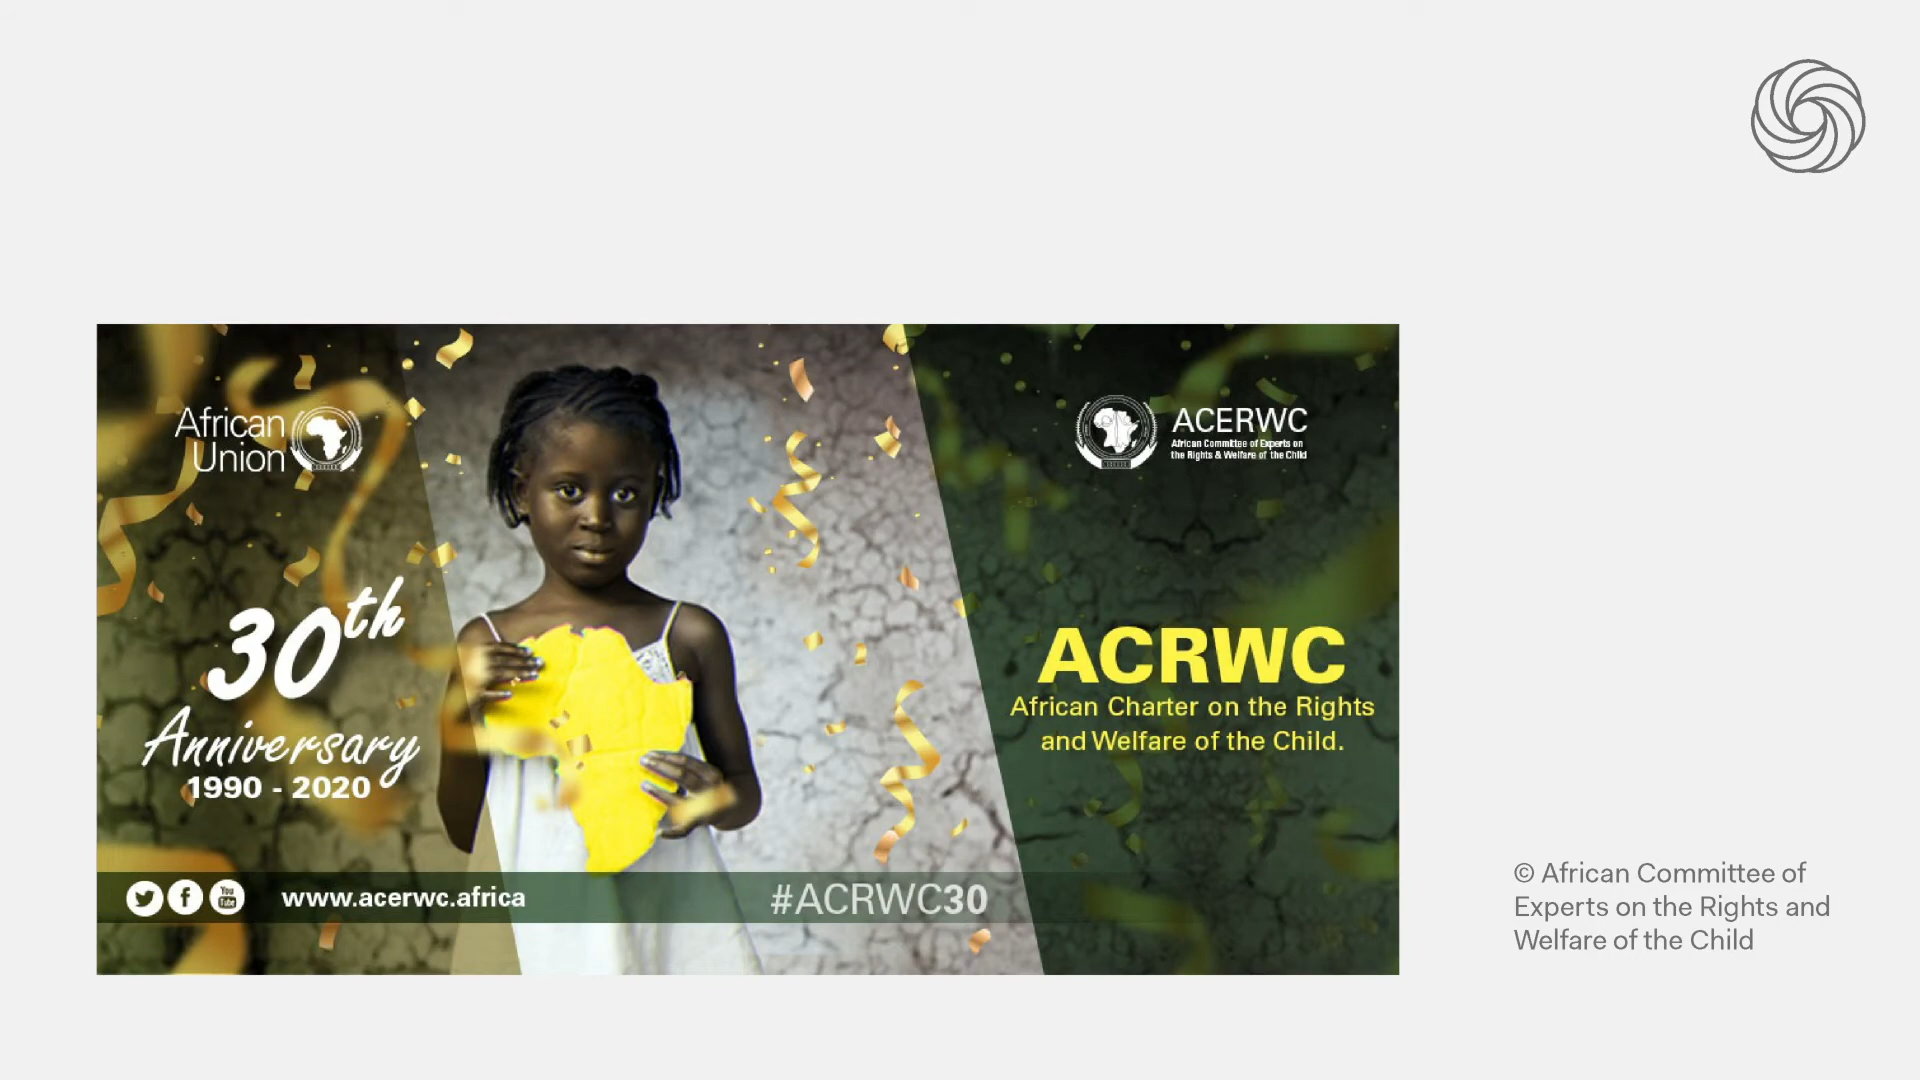 African
Union
ACERWC
African Committee of Experts on
the Rights & Welfare of the Child
30th
Anniversary
1990 - 2020
ACRWC
African Charter on the Rights
and Welfare of the Child.
You
Tube
www.acerwc.africa
#ACRWC30
© African Committee of
Experts on the Rights and
Welfare of the Child